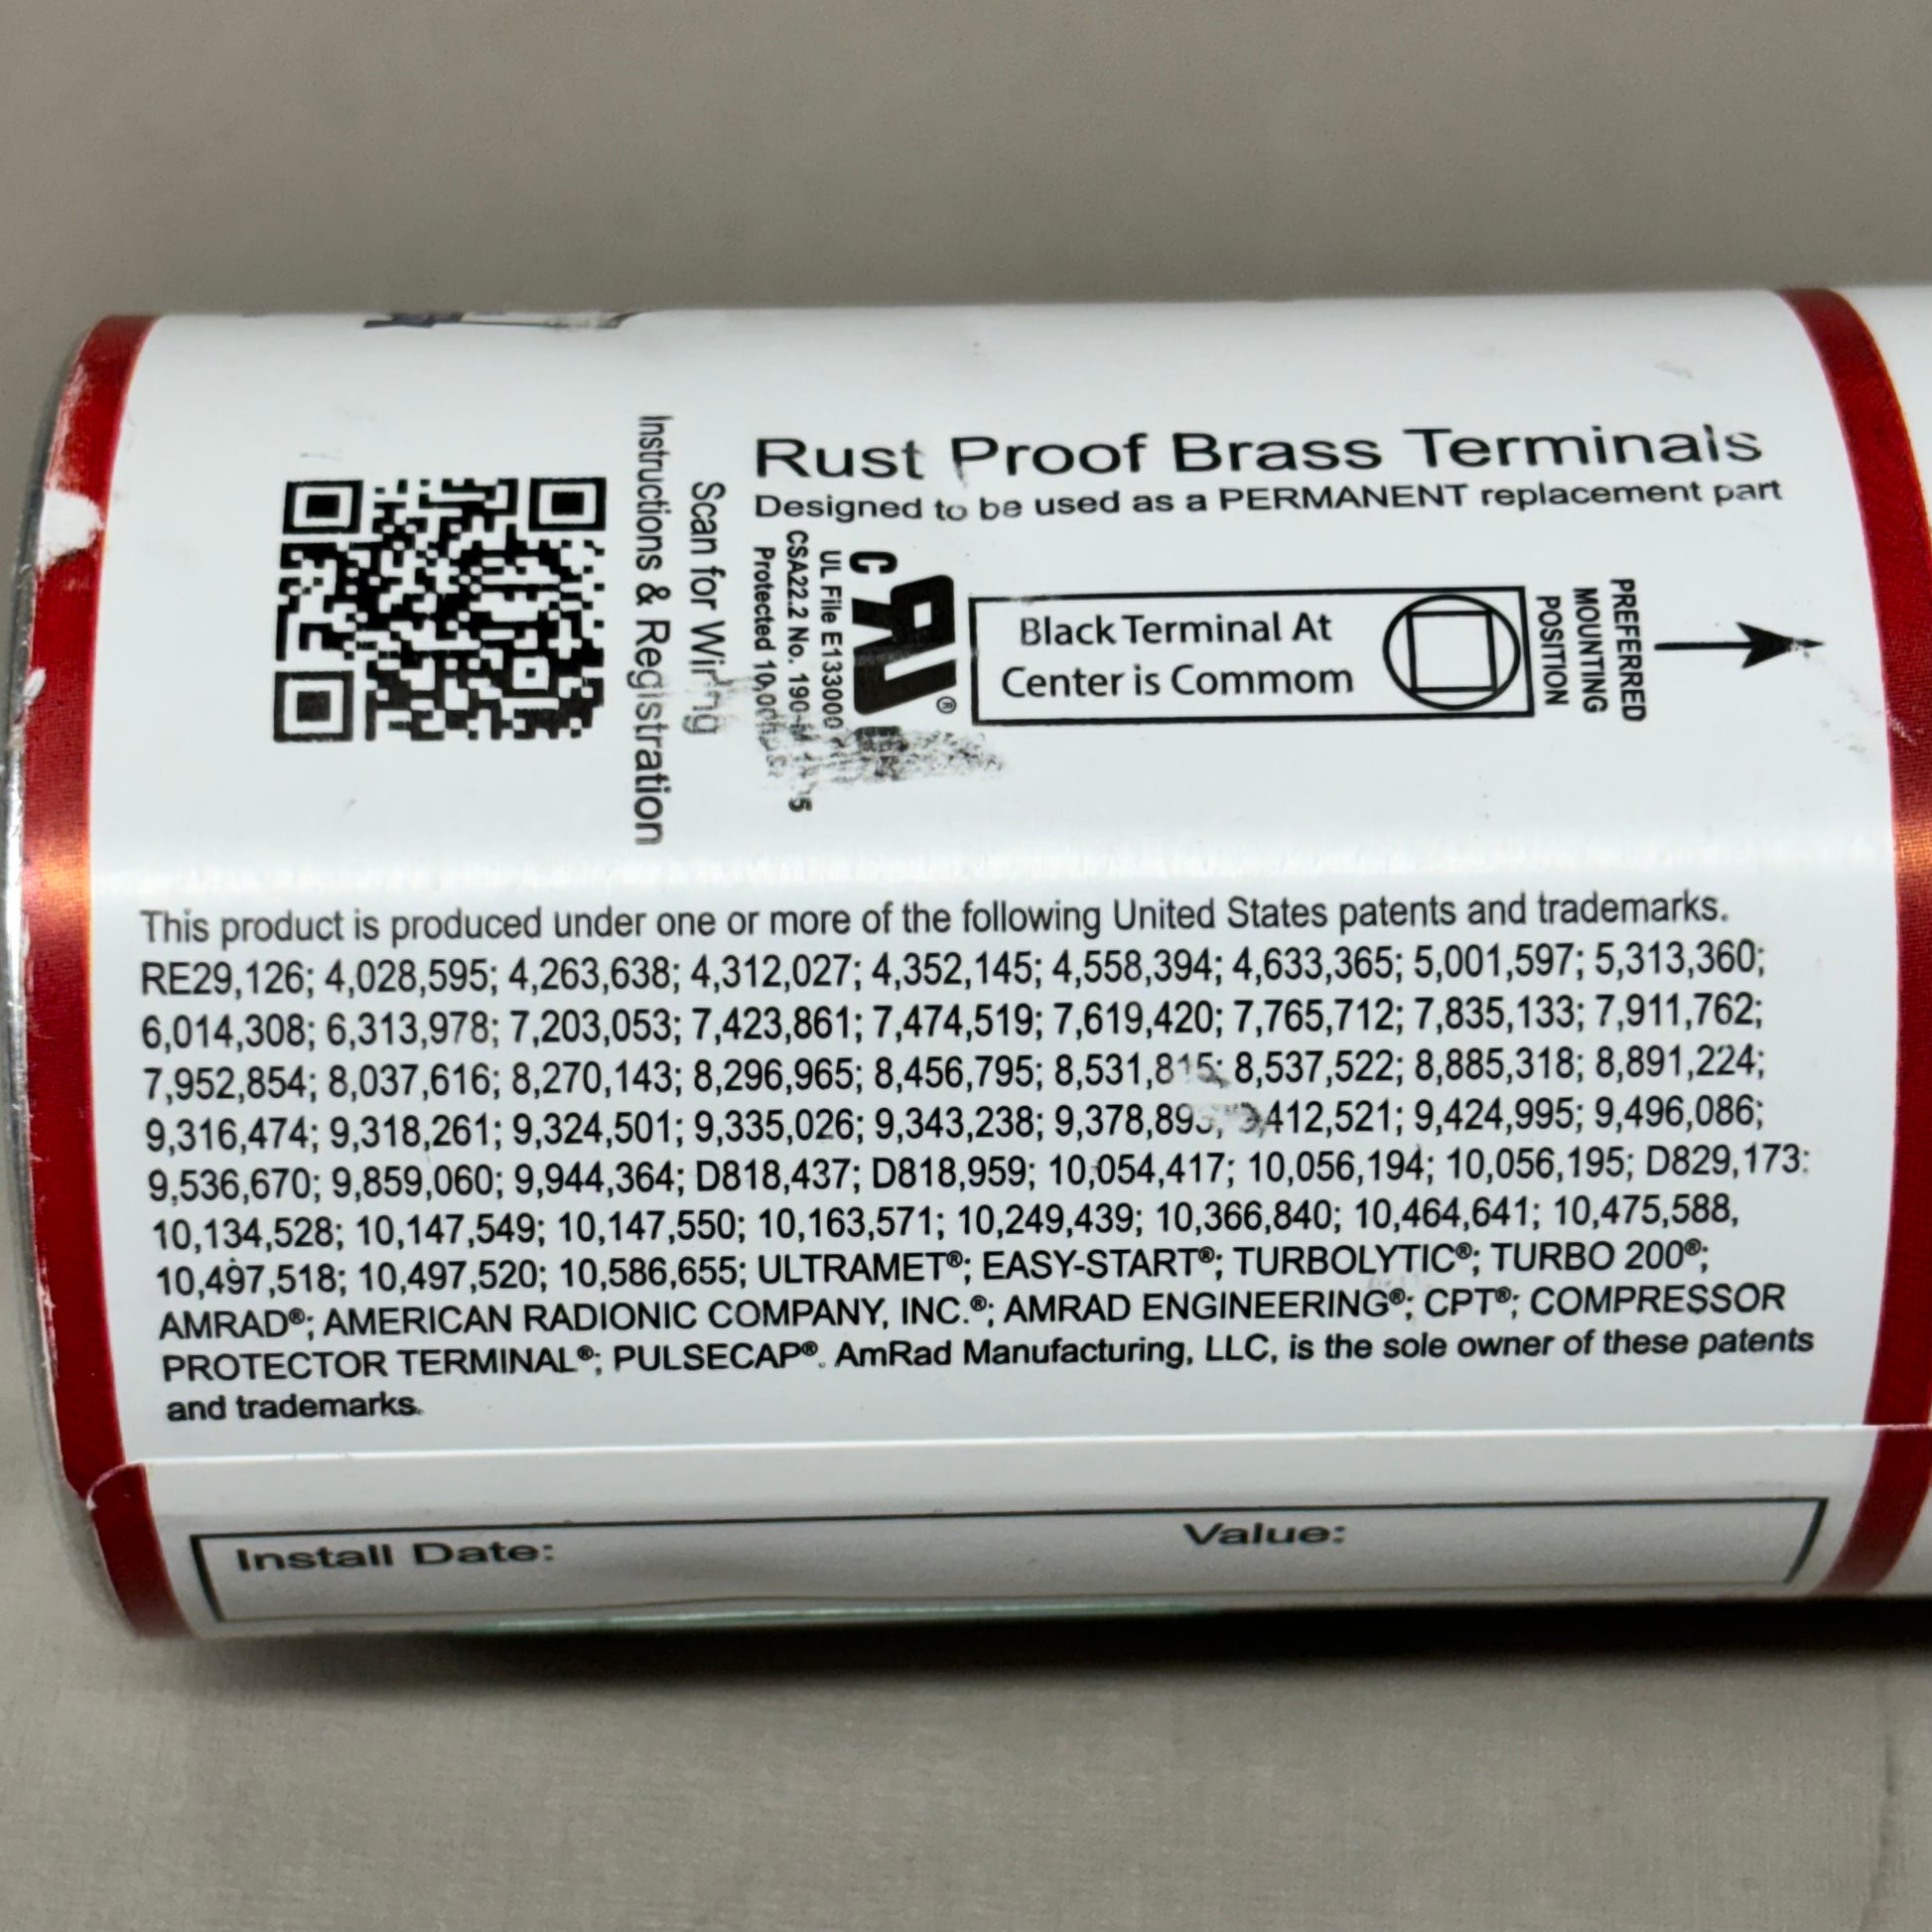 Rust Proof Brass Terminals
Designed to be used as a PERMANENT replacement part
Instructions & Registration
Scan for Wiring
C
®
UL File E133000
CSA22.2 No. 190-
Protected
Black Terminal At
Center is Commom
PREFERRED
MOUNTING
POSITION
This product is produced under one or more of the following United States patents and trademarks.
RE29,126; 4,028,595; 4,263,638; 4,312,027; 4,352,145; 4,558,394; 4,633,365; 5,001,597; 5,313,360;
6,014,308; 6,313,978; 7,203,053; 7,423,861; 7,474,519; 7,619,420; 7,765,712; 7,835,133; 7,911,762;
7,952,854; 8,037,616; 8,270,143; 8,296,965; 8,456,795; 8,531,815; 8,537,522; 8,885,318; 8,891,224;
9,316,474; 9,318,261; 9,324,501; 9,335,026; 9,343,238; 9,412,521; 9,424,995; 9,496,086;
9,536,670; 9,859,060; 9,944,364; D818,437; D818,959; 10,054,417; 10,056,194; 10,056,195; D829,173:
10,134,528; 10,147,549; 10,147,550; 10,163,571; 10,249,439; 10,366,840; 10,464,641; 10,475,588,
10,497,518; 10,497,520; 10,586,655; ULTRAMET®; EASY-START®; TURBOLYTIC®; TURBO 200®;
AMRAD®; AMERICAN RADIONIC COMPANY, INC.®; AMRAD ENGINEERING®; CPT®; COMPRESSOR
PROTECTOR TERMINAL®; PULSECAP®. AmRad Manufacturing, LLC, is the sole owner of these patents
and trademarks.
Install Date:
Value: